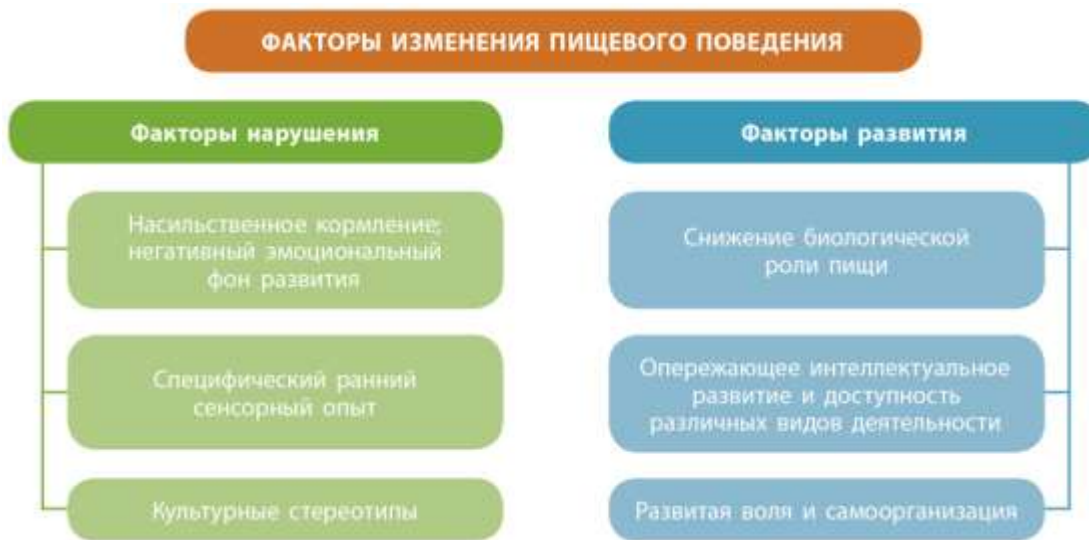 ФАКТОРЫ ИЗМЕНЕНИЯ ПИЩЕВОГО ПОВЕДЕНИЯ
Факторы нарушения
Насильственное кормление;
негативный эмоциональный
фон развития
Специфический ранний
сенсорный опыт
Культурные стереотипы
Факторы развития
Снижение биологической
роли пищи
Опережающее интеллектуальное
развитие и доступность
различных видов деятельности
Развитая воля и самоорганизация